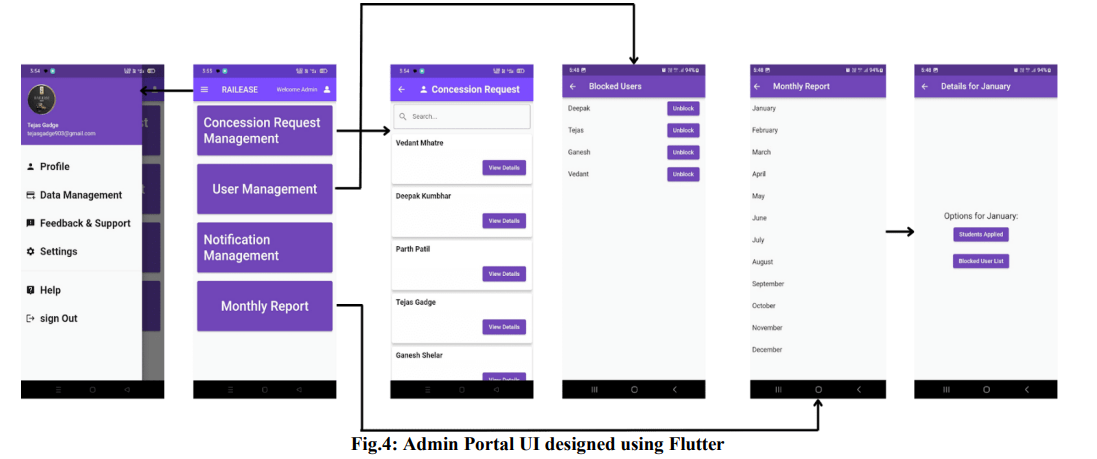 5:54
Tejas Gadge
tejasgadge603@gmail.com
Profile
Data Management
Feedback & Support
Settings
Help
sign Out
5:53
RAILEASE
Welcome Admin
Concession Request
Management
User Management
Notification
Management
Monthly Report
5:54
Concession Request
Search...
Vedant Mhatre
View Details
Deepak Kumbhar
View Details
Parth Patil
View Details
Tejas Gadge
View Details
Ganesh Shelar
View Details
5:48
94%
Blocked Users
Deepak
Unblock
Tejas
Unblock
Ganesh
Unblock
Vedant
Unblock
5:48
94%
Monthly Report
January
February
March
April
May
June
July
August
September
October
November
December
5:48
94%
Details for January
Options for January:
Students Applied
Blocked User List
Fig.4: Admin Portal UI designed using Flutter